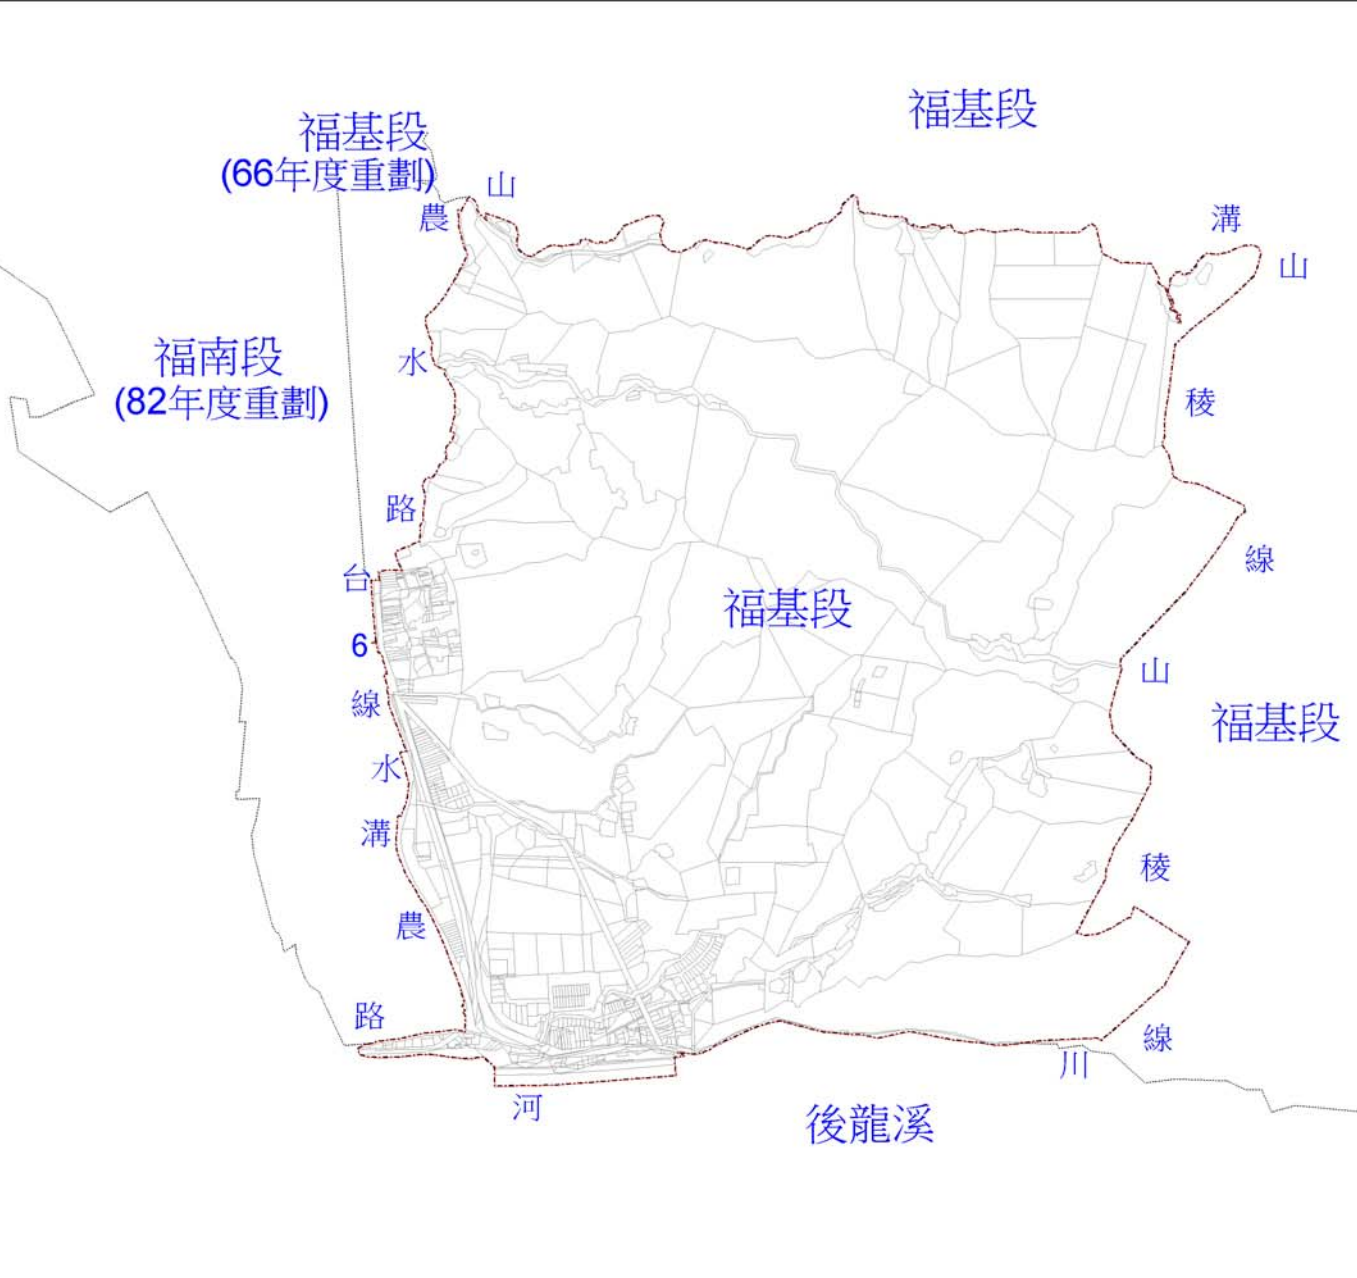 福基段
福基段
(66年度重劃)
山
農
溝
山
福南段
(82年度重劃)
水
稜
路
線
台
6
線
福基段
山
福基段
水
溝
稜
農
路
線
川
河
後龍溪